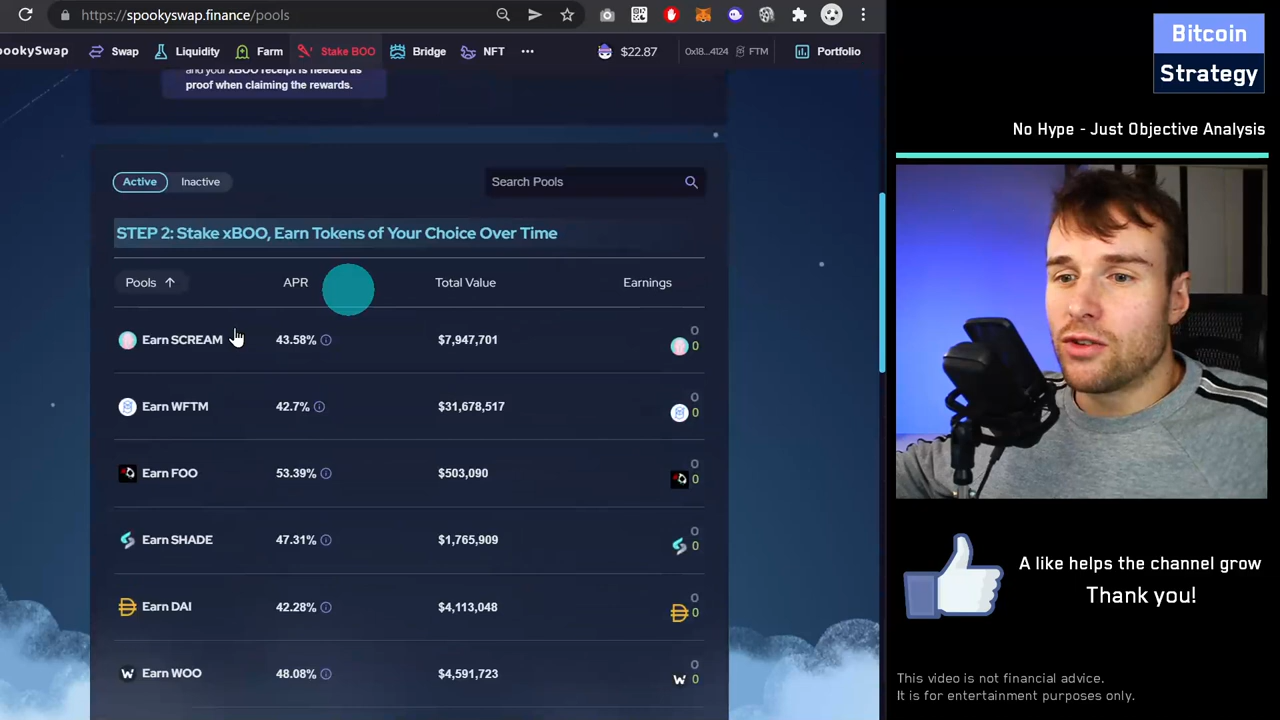 https://spookyswap.finance/pools
ookySwap
Swap
Liquidity
Farm
Stake BOO
Bridge
NFT
$22.87
0x18...4124
FTM
Portfolio
and your xBOO receipt is needed as
proof when claiming the rewards.
Active
Inactive
Search Pools
STEP 2: Stake xBOO, Earn Tokens of Your Choice Over Time
Pools
APR
Total Value
Earnings
Earn SCREAM
43.58%
$7,947,701
0
0
Earn WFTM
42.7%
$31,678,517
0
0
Earn FOO
53.39%
$503,090
0
0
Earn SHADE
47.31%
$1,765,909
0
0
Earn DAI
42.28%
$4,113,048
0
0
Earn WOO
48.08%
$4,591,723
0
0
Bitcoin
Strategy
No Hype - Just Objective Analysis
A like helps the channel grow
Thank you!
This video is not financial advice.
It is for entertainment purposes only.